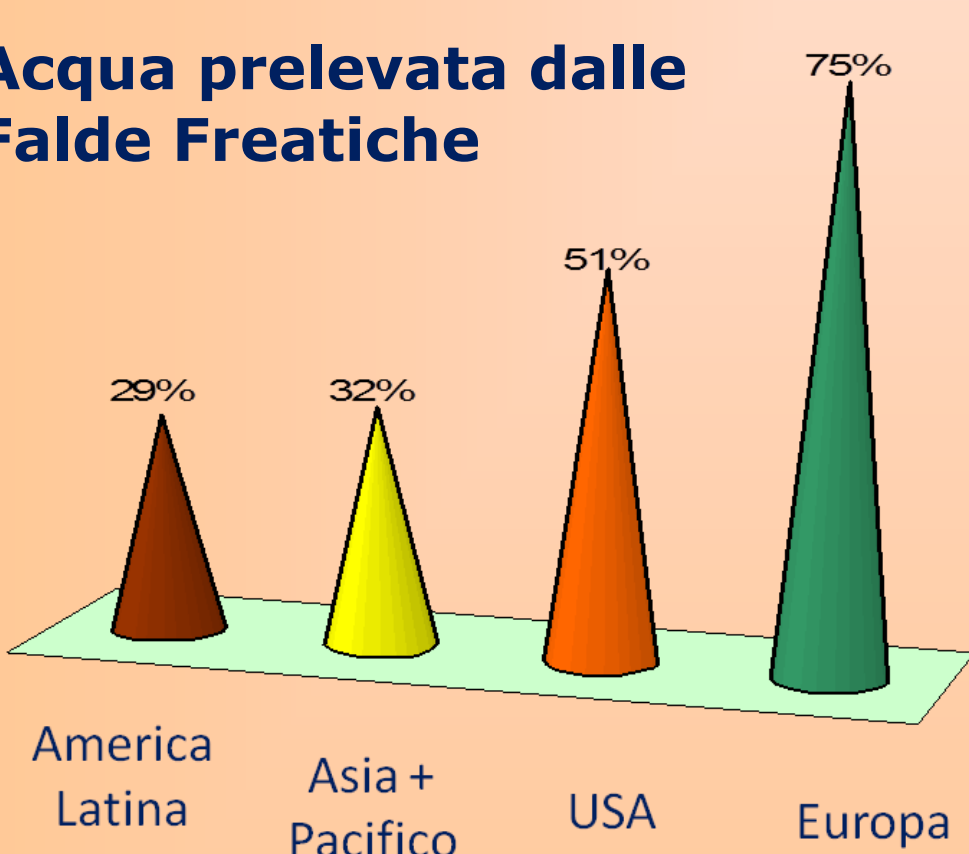 Acqua prelevata dalle
Falde Freatiche
75%
51%
29%
32%
America
Latina
Asia +
Pacifico
USA
Europa